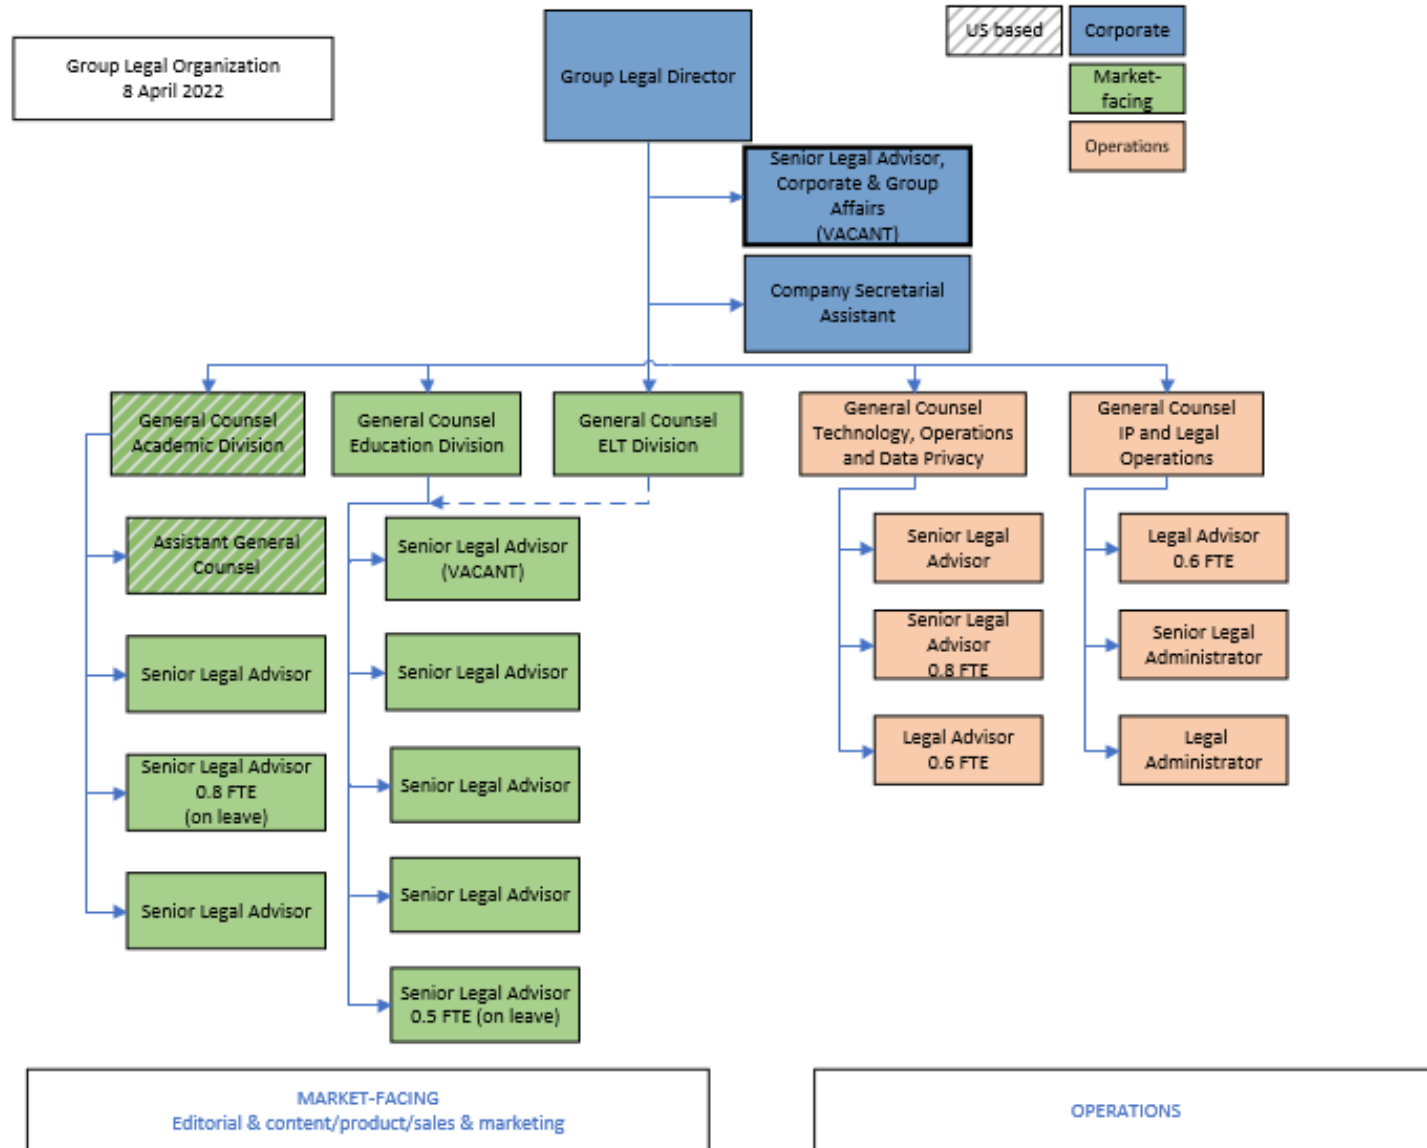 Group Legal Organization
8 April 2022
Group Legal Director
US based
Corporate
Market-
facing
Operations
Senior Legal Advisor,
Corporate & Group
Affairs
(VACANT)
Company Secretarial
Assistant
General Counsel
Academic Division
General Counsel
Education Division
General Counsel
ELT Division
General Counsel
Technology, Operations
and Data Privacy
General Counsel
IP and Legal
Operations
Assistant General
Counsel
Senior Legal Advisor
Senior Legal Advisor
0.8 FTE
(on leave)
Senior Legal Advisor
Senior Legal Advisor
(VACANT)
Senior Legal Advisor
Senior Legal Advisor
Senior Legal Advisor
Senior Legal Advisor
0.5 FTE (on leave)
Senior Legal
Advisor
Senior Legal
Advisor
0.8 FTE
Legal Advisor
0.6 FTE
Legal Advisor
0.6 FTE
Senior Legal
Administrator
Legal
Administrator
MARKET-FACING
Editorial & content/product/sales & marketing
OPERATIONS